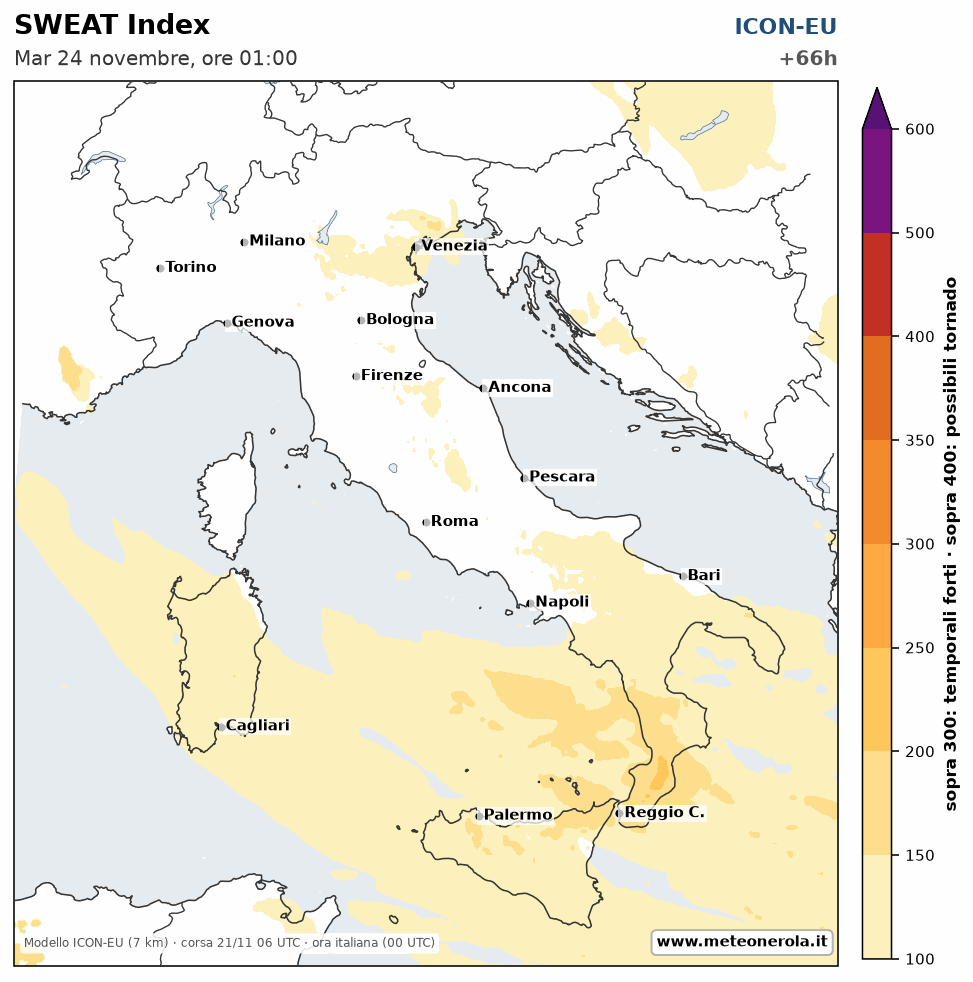 SWEAT Index
ICON-EU
Mar 24 novembre, ore 01:00
+66h
Milano
Venezia
Torino
Genova
Bologna
Firenze
Ancona
Pescara
Roma
Bari
Napoli
Cagliari
Palermo
Reggio C.
600
500
400
350
300
250
200
150
100
sopra 300: temporali forti · sopra 400: possibili tornado
Modello ICON-EU (7 km) · corsa 21/11 06 UTC · ora italiana (00 UTC)
www.meteonerola.it